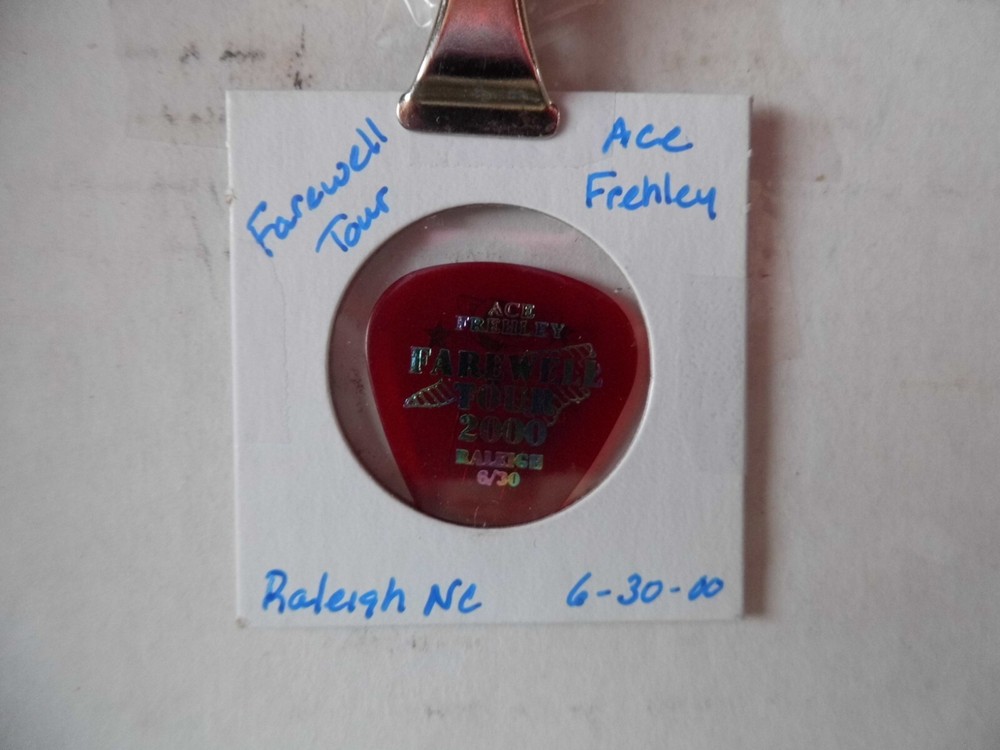 Farewell
Tour
Ace
Frehley
ACE
FREHLEY
FAREWELL
TOUR
2000
RALEIGH
6/30
Raleigh NC
6-30-00